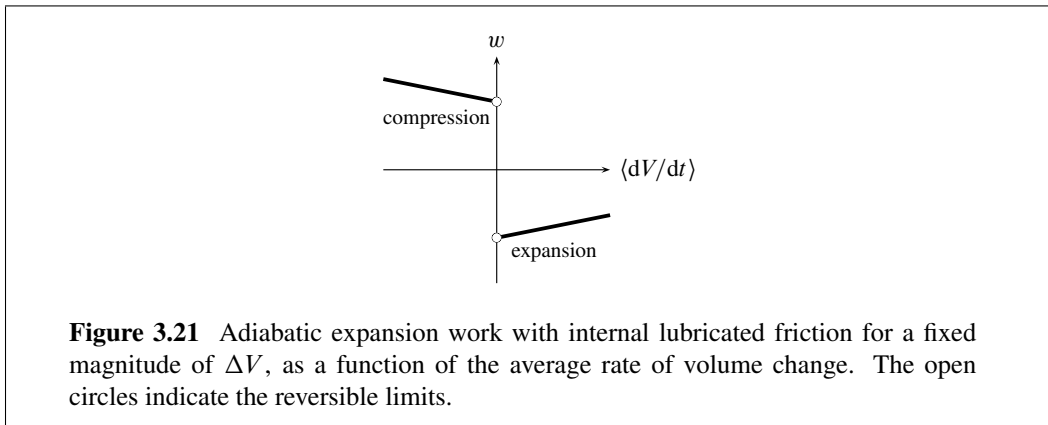 w
compression
⟨dV/dt⟩
expansion
Figure 3.21 Adiabatic expansion work with internal lubricated friction for a fixed
magnitude of ΔV, as a function of the average rate of volume change. The open
circles indicate the reversible limits.